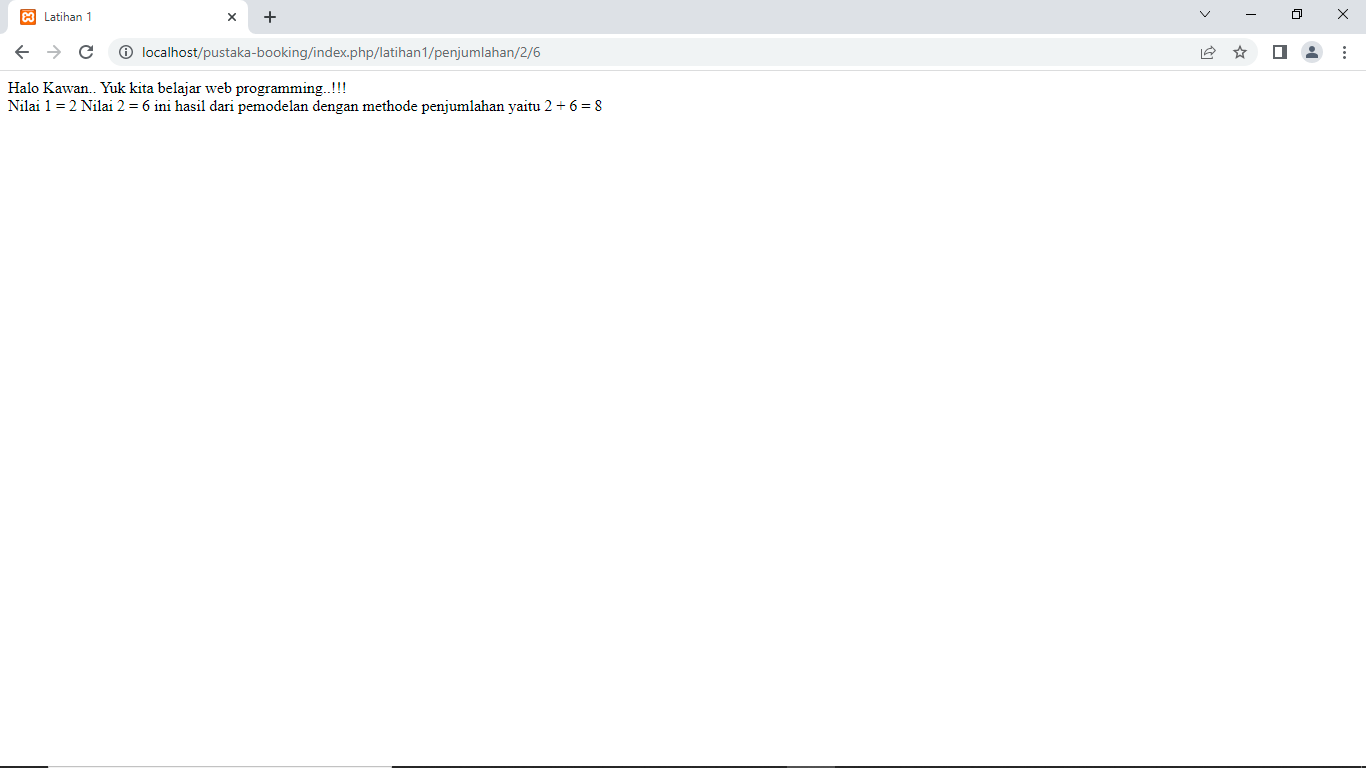 Latihan 1
localhost/pustaka-booking/index.php/latihan1/penjumlahan/2/6
Halo Kawan.. Yuk kita belajar web programming..!!!
Nilai 1 = 2 Nilai 2 = 6 ini hasil dari pemodelan dengan methode penjumlahan yaitu 2 + 6 = 8